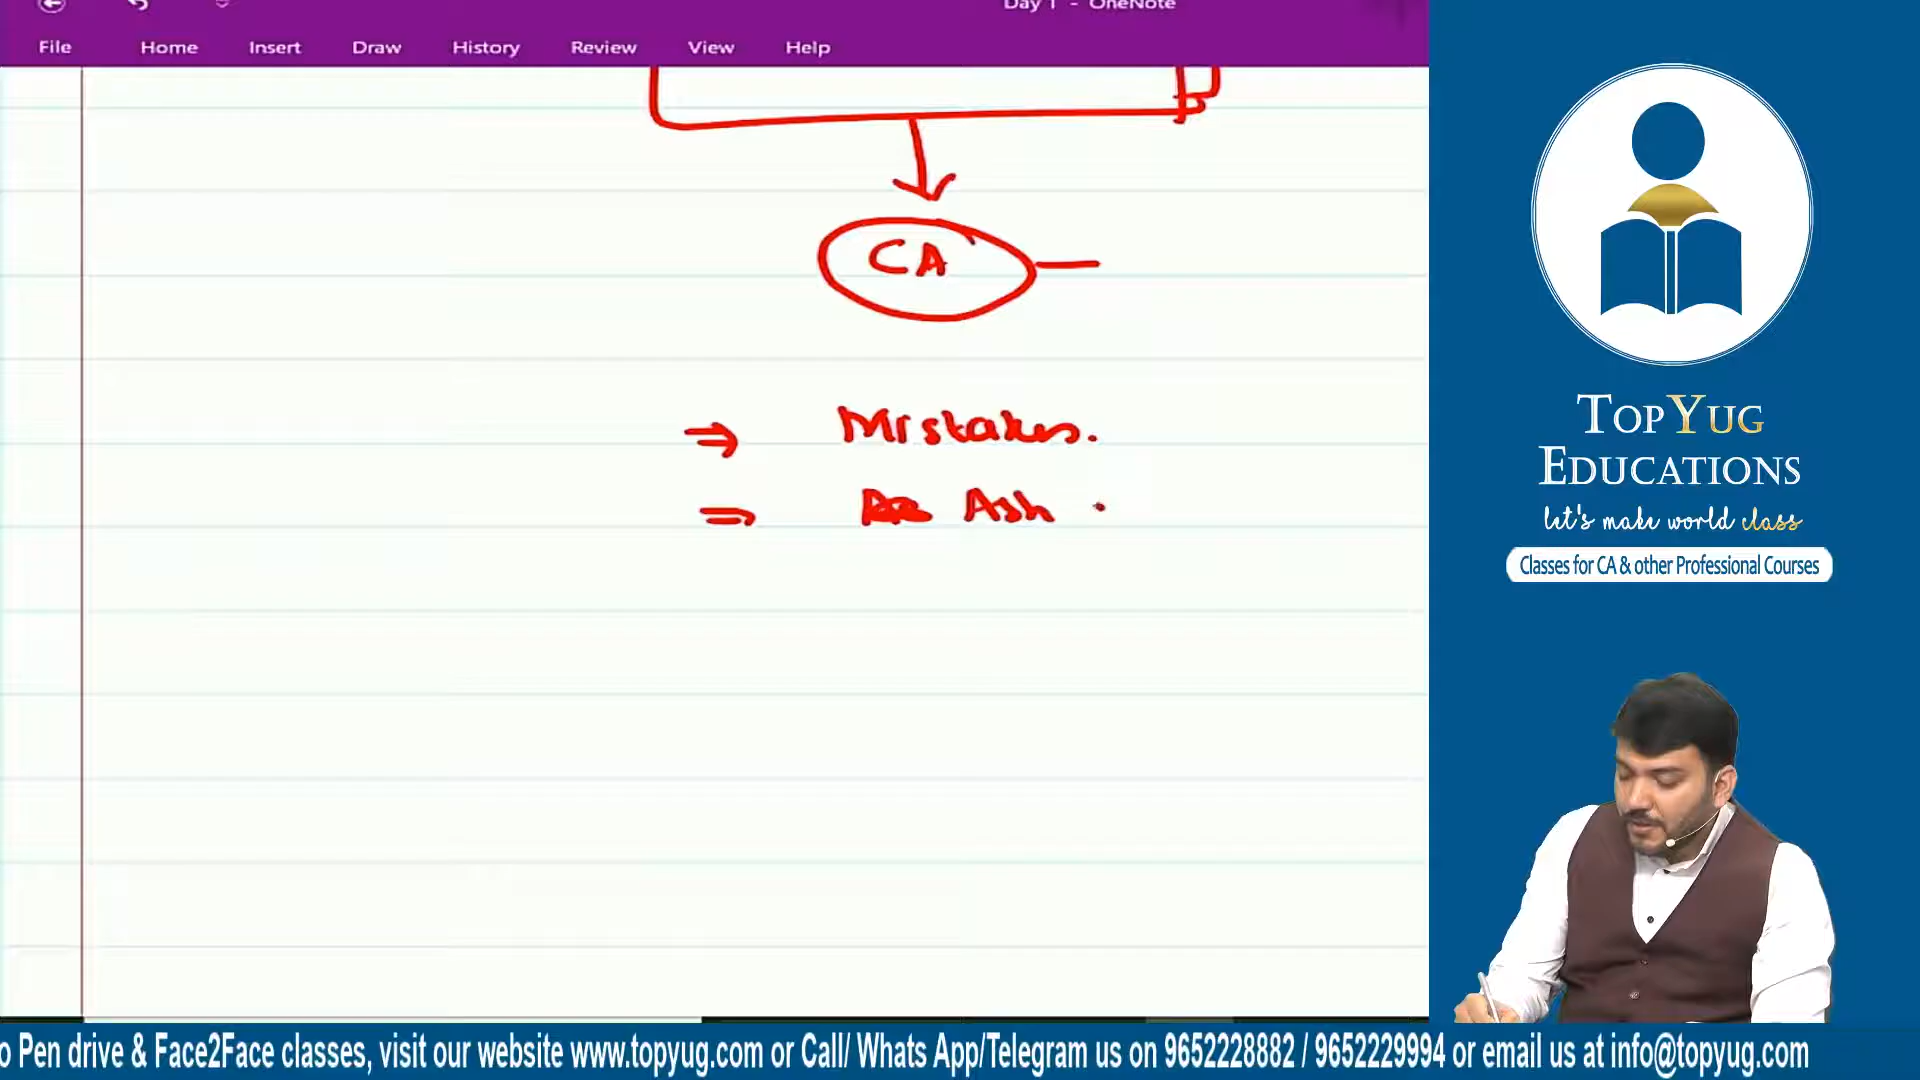 Day 1 - OneNote
File Home Insert Draw History Review View Help
CA
⇒ Mistakes.
⇒ Ash .
TOPYUG
EDUCATIONS
let's make world class
Classes for CA & other Professional Courses
o Pen drive & Face2Face classes, visit our website www.topyug.com or Call/ Whats App/Telegram us on 9652228882 / 9652229994 or email us at info@topyug.com